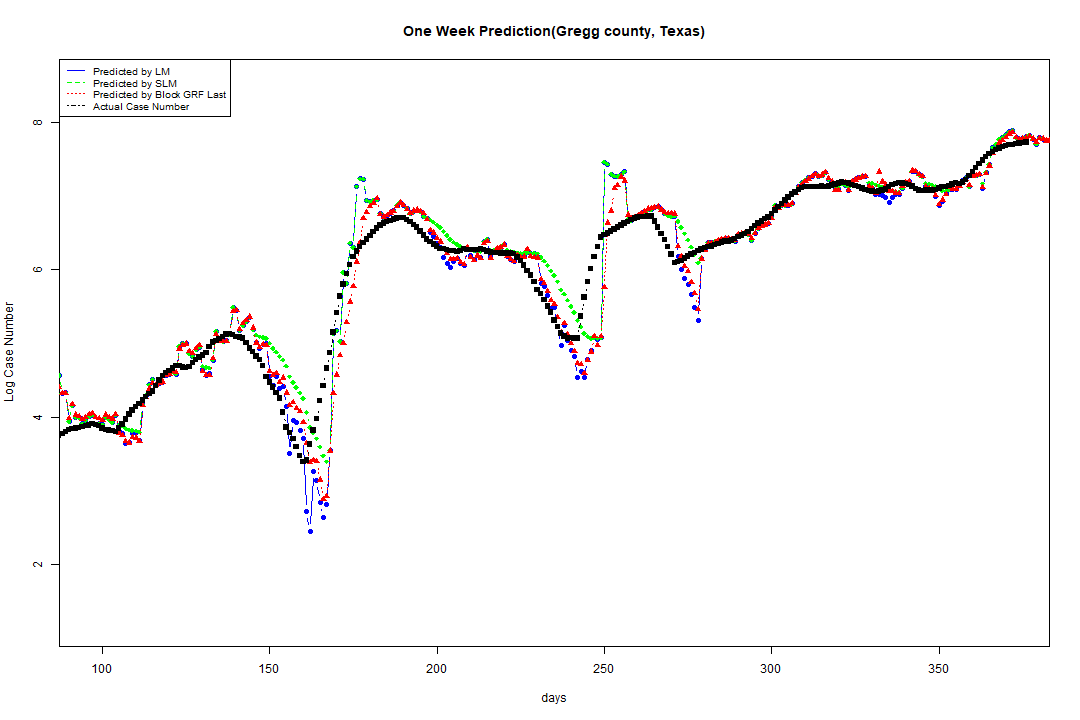 One Week Prediction(Gregg county, Texas)
Predicted by LM
Predicted by SLM
Predicted by Block GRF Last
Actual Case Number
Log Case Number
8
6
4
2
100 150 200 250 300 350
days